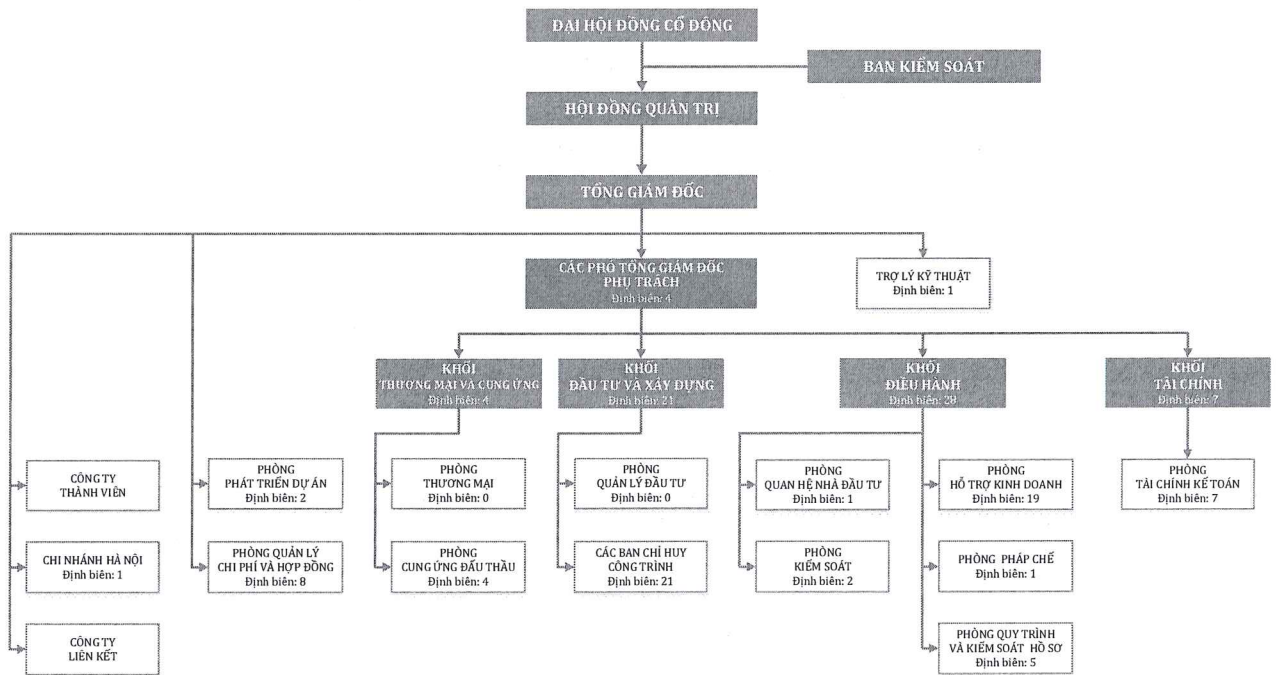 ĐẠI HỘI ĐỒNG CỔ ĐÔNG
BAN KIỂM SOÁT
HỘI ĐỒNG QUẢN TRỊ
TỔNG GIÁM ĐỐC
CÁC PHÓ TỔNG GIÁM ĐỐC
PHỤ TRÁCH
Định biên: 4
TRỢ LÝ KỸ THUẬT
Định biên: 1
KHỐI
THƯƠNG MẠI VÀ CUNG ỨNG
Định biên: 4
KHỐI
ĐẦU TƯ VÀ XÂY DỰNG
Định biên: 21
KHỐI
ĐIỀU HÀNH
Định biên: 28
KHỐI
TÀI CHÍNH
Định biên: 7
CÔNG TY
THÀNH VIÊN
PHÒNG
PHÁT TRIỂN DỰ ÁN
Định biên: 2
PHÒNG
THƯƠNG MẠI
Định biên: 0
PHÒNG
QUẢN LÝ ĐẦU TƯ
Định biên: 0
PHÒNG
QUAN HỆ NHÀ ĐẦU TƯ
Định biên: 1
PHÒNG
HỖ TRỢ KINH DOANH
Định biên: 19
PHÒNG
TÀI CHÍNH KẾ TOÁN
Định biên: 7
CHI NHÁNH HÀ NỘI
Định biên: 1
PHÒNG QUẢN LÝ
CHI PHÍ VÀ HỢP ĐỒNG
Định biên: 8
PHÒNG
CUNG ỨNG ĐẤU THẦU
Định biên: 4
CÁC BAN CHỈ HUY
CÔNG TRÌNH
Định biên: 21
PHÒNG
KIỂM SOÁT
Định biên: 2
PHÒNG PHÁP CHẾ
Định biên: 1
CÔNG TY
LIÊN KẾT
PHÒNG QUY TRÌNH
VÀ KIỂM SOÁT HỒ SƠ
Định biên: 5